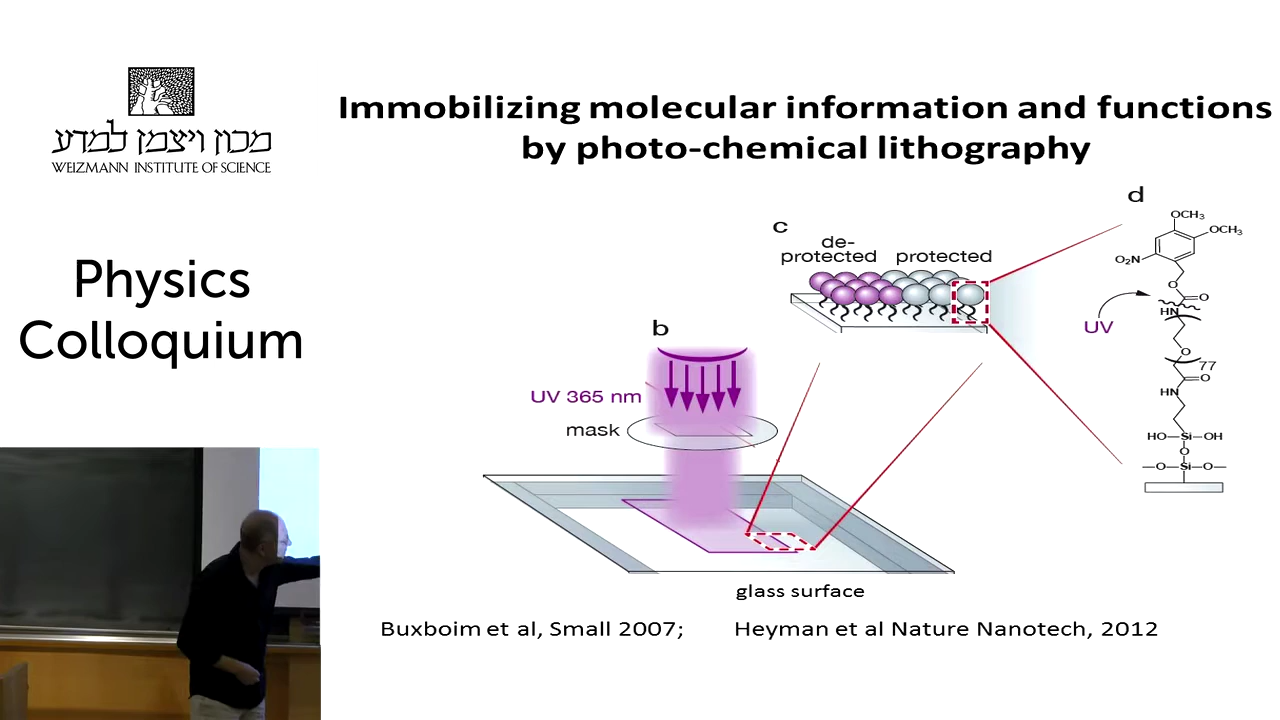 מכון ויצמן למדע
WEIZMANN INSTITUTE OF SCIENCE
Physics
Colloquium
Immobilizing molecular information and functions
by photo-chemical lithography
b
UV 365 nm
mask
glass surface
c
de-
protected
protected
d
OCH₃
OCH₃
O₂N
O
O
UV
HN
O
77
O
HN
HO—Si—OH
O
—O—Si—O—
Buxboim et al, Small 2007;
Heyman et al Nature Nanotech, 2012